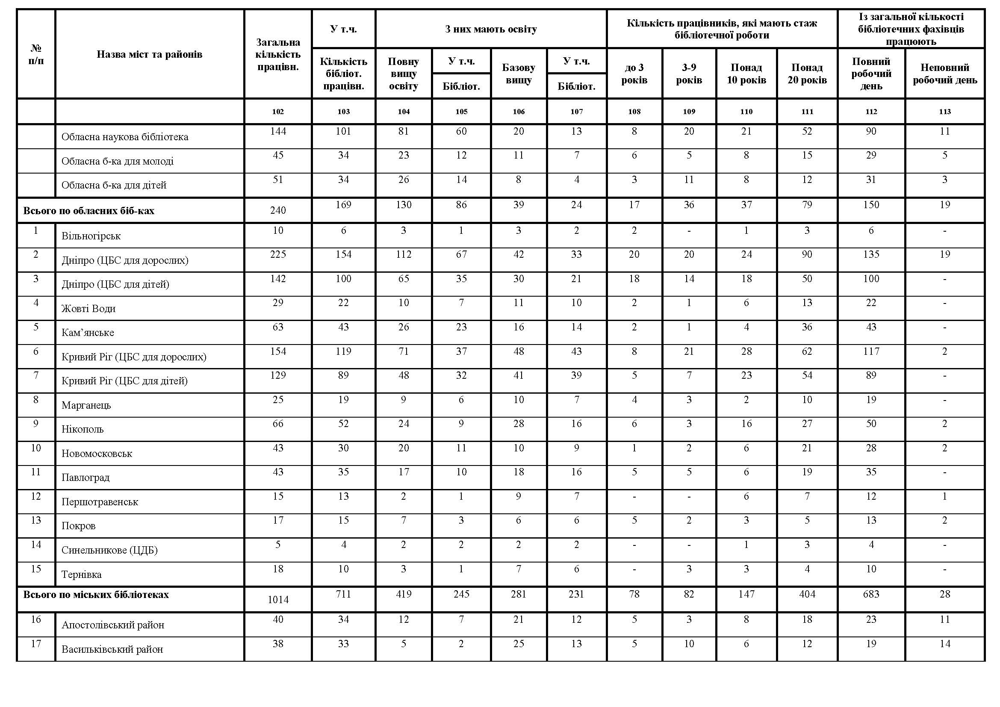 № п/п | Назва міст та районів | Загальна кількість працівн. | У т.ч. | З них мають освіту | Кількість працівників, які мають стаж бібліотечної роботи | Із загальної кількості бібліотечних фахівців працюють
Кількість бібліот. працівн. | Повну вищу освіту | У т.ч. | Базову вищу | У т.ч. | до 3 років | 3-9 років | Понад 10 років | Понад 20 років | Повний робочий день | Неповний робочий день
Бібліот. | Бібліот.
102 | 103 | 104 | 105 | 106 | 107 | 108 | 109 | 110 | 111 | 112 | 113
Обласна наукова бібліотека | 144 | 101 | 81 | 60 | 20 | 13 | 8 | 20 | 21 | 52 | 90 | 11
Обласна б-ка для молоді | 45 | 34 | 23 | 12 | 11 | 7 | 6 | 5 | 8 | 15 | 29 | 5
Обласна б-ка для дітей | 51 | 34 | 26 | 14 | 8 | 4 | 3 | 11 | 8 | 12 | 31 | 3
Всього по обласних біб-ках | 240 | 169 | 130 | 86 | 39 | 24 | 17 | 36 | 37 | 79 | 150 | 19
1 | Вільногірськ | 10 | 6 | 3 | 1 | 3 | 2 | 2 | - | 1 | 3 | 6 | -
2 | Дніпро (ЦБС для дорослих) | 225 | 154 | 112 | 67 | 42 | 33 | 20 | 20 | 24 | 90 | 135 | 19
3 | Дніпро (ЦБС для дітей) | 142 | 100 | 65 | 35 | 30 | 21 | 18 | 14 | 18 | 50 | 100 | -
4 | Жовті Води | 29 | 22 | 10 | 7 | 11 | 10 | 2 | 1 | 6 | 13 | 22 | -
5 | Кам’янське | 63 | 43 | 26 | 23 | 16 | 14 | 2 | 1 | 4 | 36 | 43 | -
6 | Кривий Ріг (ЦБС для дорослих) | 154 | 119 | 71 | 37 | 48 | 43 | 8 | 21 | 28 | 62 | 117 | 2
7 | Кривий Ріг (ЦБС для дітей) | 129 | 89 | 48 | 32 | 41 | 39 | 5 | 7 | 23 | 54 | 89 | -
8 | Марганець | 25 | 19 | 9 | 6 | 10 | 7 | 4 | 3 | 2 | 10 | 19 | -
9 | Нікополь | 66 | 52 | 24 | 9 | 28 | 16 | 6 | 3 | 16 | 27 | 50 | 2
10 | Новомосковськ | 43 | 30 | 20 | 11 | 10 | 9 | 1 | 2 | 6 | 21 | 28 | 2
11 | Павлоград | 43 | 35 | 17 | 10 | 18 | 16 | 5 | 5 | 6 | 19 | 35 | -
12 | Першотравенськ | 15 | 13 | 2 | 1 | 9 | 7 | - | - | 6 | 7 | 12 | 1
13 | Покров | 17 | 15 | 7 | 3 | 6 | 6 | 5 | 2 | 3 | 5 | 13 | 2
14 | Синельникове (ЦДБ) | 5 | 4 | 2 | 2 | 2 | 2 | - | - | 1 | 3 | 4 | -
15 | Тернівка | 18 | 10 | 3 | 1 | 7 | 6 | - | 3 | 3 | 4 | 10 | -
Всього по міських бібліотеках | 1014 | 711 | 419 | 245 | 281 | 231 | 78 | 82 | 147 | 404 | 683 | 28
16 | Апостолівський район | 40 | 34 | 12 | 7 | 21 | 12 | 5 | 3 | 8 | 18 | 23 | 11
17 | Васильківський район | 38 | 33 | 5 | 2 | 25 | 13 | 5 | 10 | 6 | 12 | 19 | 14